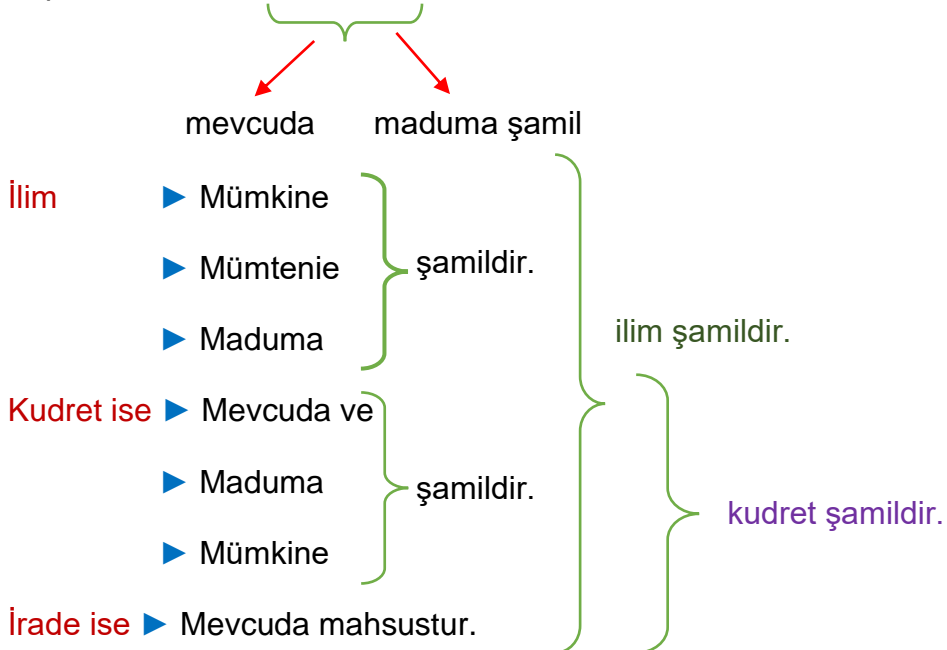 mevcuda maduma şamil
İlim ► Mümkine
Mümtenie şamildir.
► Maduma
ilim şamildir.
Kudret ise ► Mevcuda ve
► Maduma şamildir.
kudret şamildir.
► Mümkine
İrade ise ► Mevcuda mahsustur.